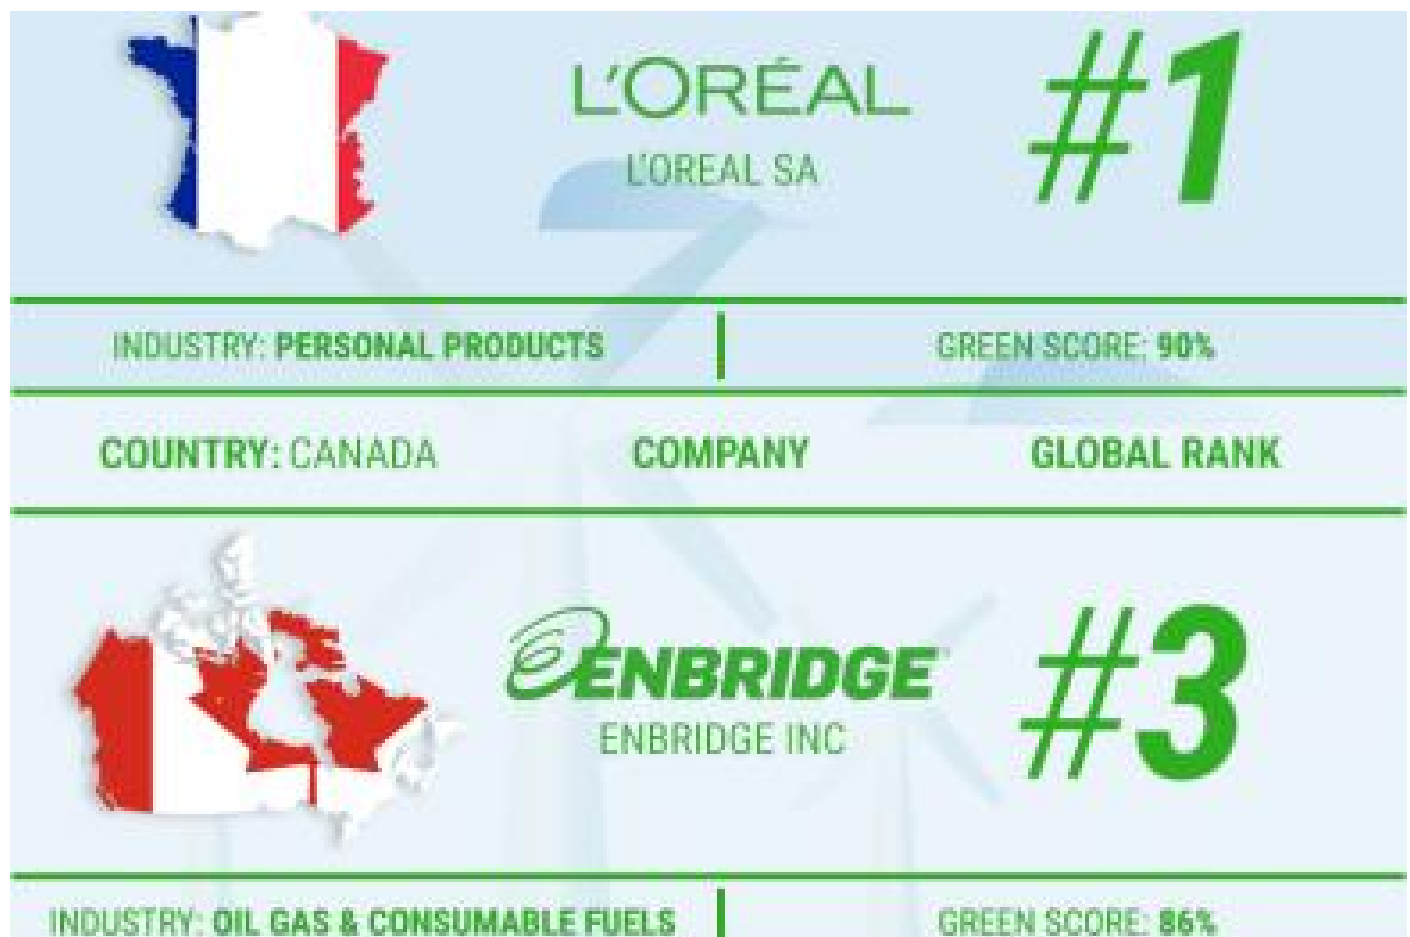 L'ORÉAL
#1
L'OREAL SA
INDUSTRY: PERSONAL PRODUCTS
GREEN SCORE: 90%
COUNTRY: CANADA
COMPANY
GLOBAL RANK
ENBRIDGE
#3
ENBRIDGE INC
INDUSTRY: OIL GAS & CONSUMABLE FUELS
GREEN SCORE: 86%